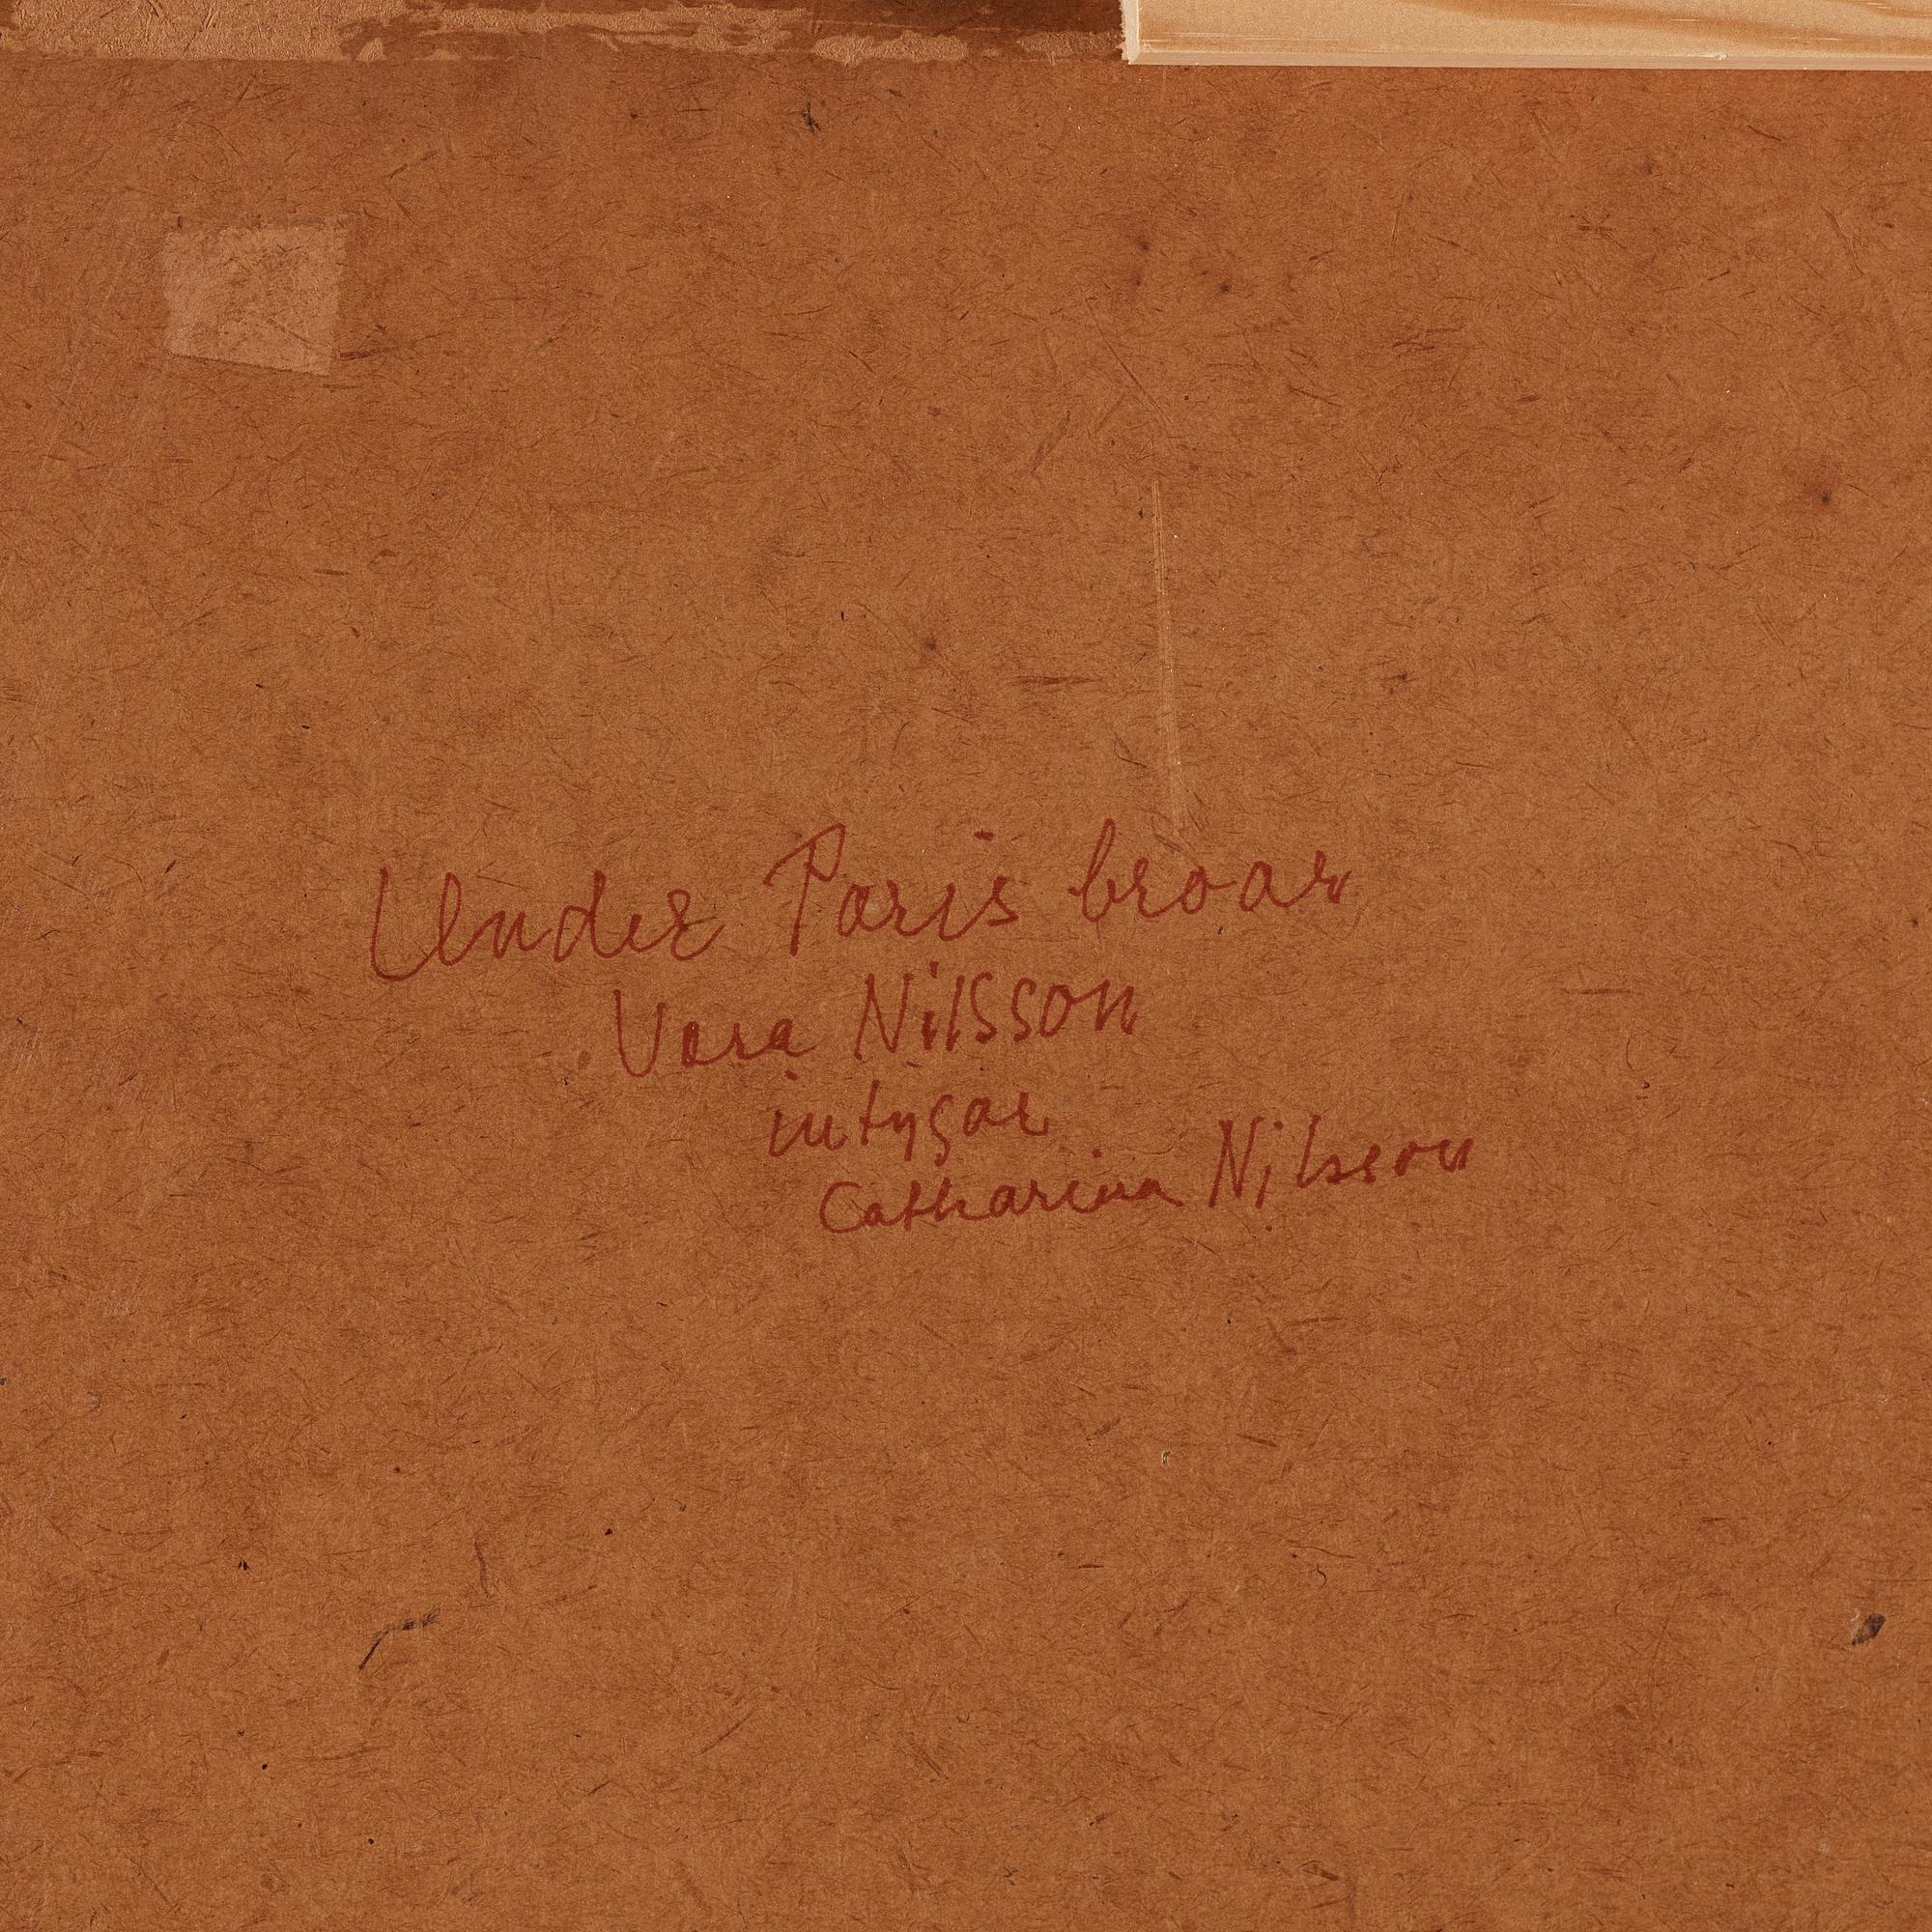 Under Paris broar
Vera Nilsson
intygar
Catharina Nilsson